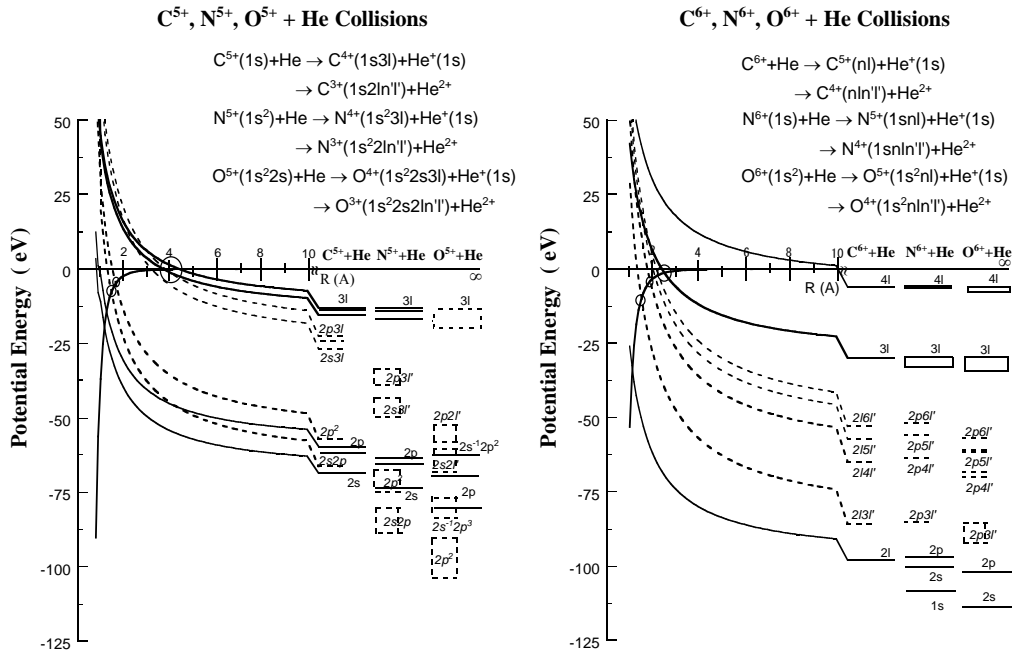 C⁵⁺, N⁵⁺, O⁵⁺ + He Collisions
C⁵⁺(1s)+He → C⁴⁺(1s3l)+He⁺(1s)
→ C³⁺(1s2ln'l')+He²⁺
N⁵⁺(1s²)+He → N⁴⁺(1s²3l)+He⁺(1s)
→ N³⁺(1s²2ln'l')+He²⁺
O⁵⁺(1s²2s)+He → O⁴⁺(1s²2s3l)+He⁺(1s)
→ O³⁺(1s²2s2ln'l')+He²⁺
Potential Energy ( eV)
50
25
0
-25
-50
-75
-100
-125
2 4 6 8 10 ∞
R (A)
C⁵⁺+He N⁵⁺+He O⁵⁺+He
3l 3l 3l
2p3l
2s3l
2p3l'
2s3l'
2p2l'
2p²
2p 2p 2s⁻¹2p²
2s2p 2s2l'
2s 2p²
2s 2p
2s2p 2s⁻¹2p³
2p²
C⁶⁺, N⁶⁺, O⁶⁺ + He Collisions
C⁶⁺+He → C⁵⁺(nl)+He⁺(1s)
→ C⁴⁺(nln'l')+He²⁺
N⁶⁺(1s)+He → N⁵⁺(1snl)+He⁺(1s)
→ N⁴⁺(1snln'l')+He²⁺
O⁶⁺(1s²)+He → O⁵⁺(1s²nl)+He⁺(1s)
→ O⁴⁺(1s²nln'l')+He²⁺
Potential Energy ( eV)
50
25
0
-25
-50
-75
-100
-125
2 4 6 8 10 ∞
R (A)
C⁶⁺+He N⁶⁺+He O⁶⁺+He
4l 4l 4l
3l 3l 3l
2l6l' 2p6l' 2p6l'
2l5l' 2p5l' 2p5l'
2l4l' 2p4l' 2p4l'
2l3l' 2p3l' 2p3l'
2l 2p 2p
2s
1s 2s